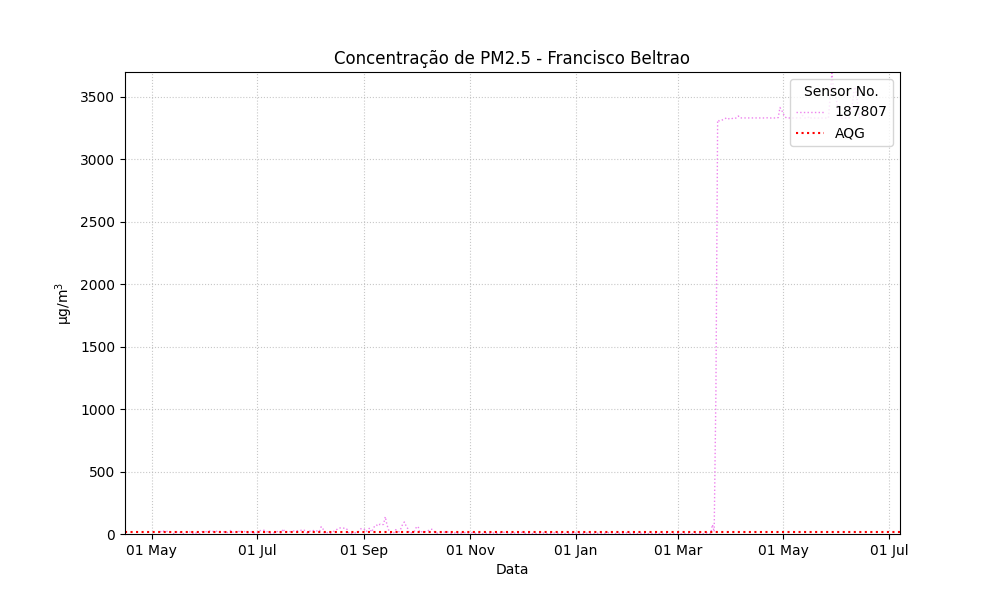 Concentração de PM2.5 - Francisco Beltrao
Sensor No.
187807
AQG
3500
3000
2500
2000
1500
1000
500
0
µg/m³
01 May
01 Jul
01 Sep
01 Nov
01 Jan
01 Mar
01 May
01 Jul
Data